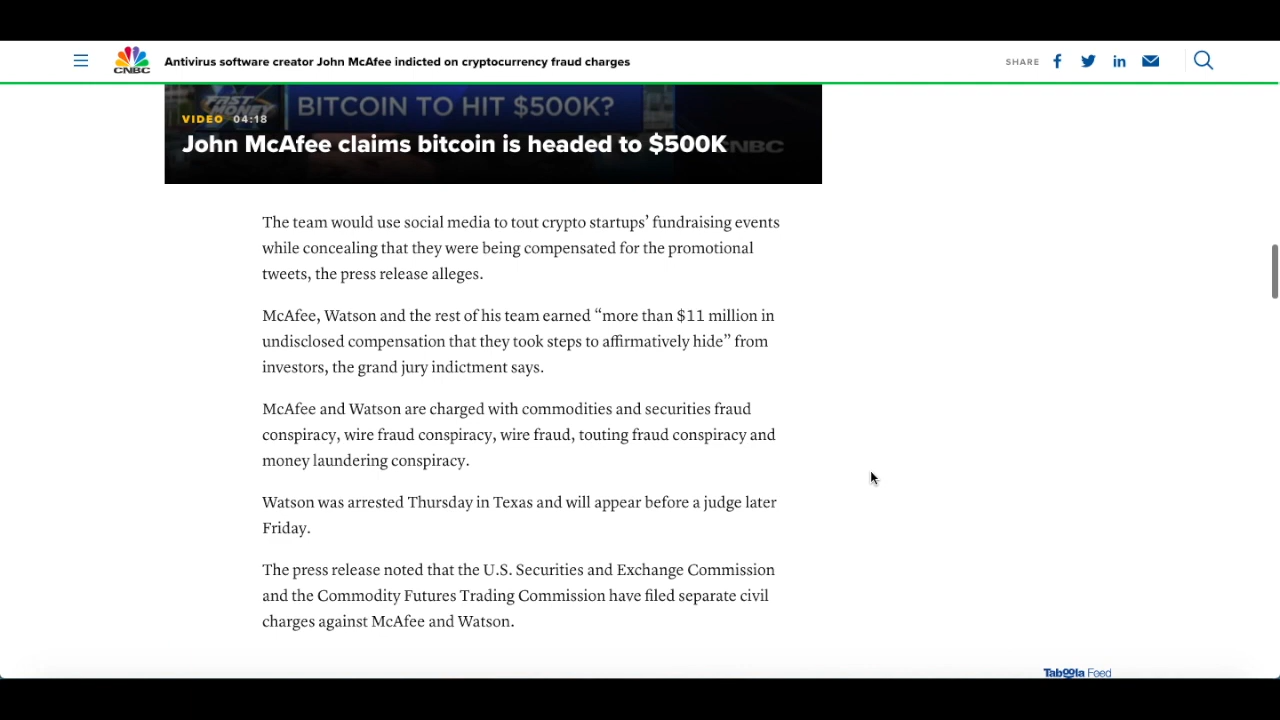 CNBC
Antivirus software creator John McAfee indicted on cryptocurrency fraud charges
SHARE
FAST
MONEY
BITCOIN TO HIT $500K?
VIDEO 04:18
John McAfee claims bitcoin is headed to $500K
CNBC
The team would use social media to tout crypto startups’ fundraising events
while concealing that they were being compensated for the promotional
tweets, the press release alleges.
McAfee, Watson and the rest of his team earned “more than $11 million in
undisclosed compensation that they took steps to affirmatively hide” from
investors, the grand jury indictment says.
McAfee and Watson are charged with commodities and securities fraud
conspiracy, wire fraud conspiracy, wire fraud, touting fraud conspiracy and
money laundering conspiracy.
Watson was arrested Thursday in Texas and will appear before a judge later
Friday.
The press release noted that the U.S. Securities and Exchange Commission
and the Commodity Futures Trading Commission have filed separate civil
charges against McAfee and Watson.
Taboola Feed